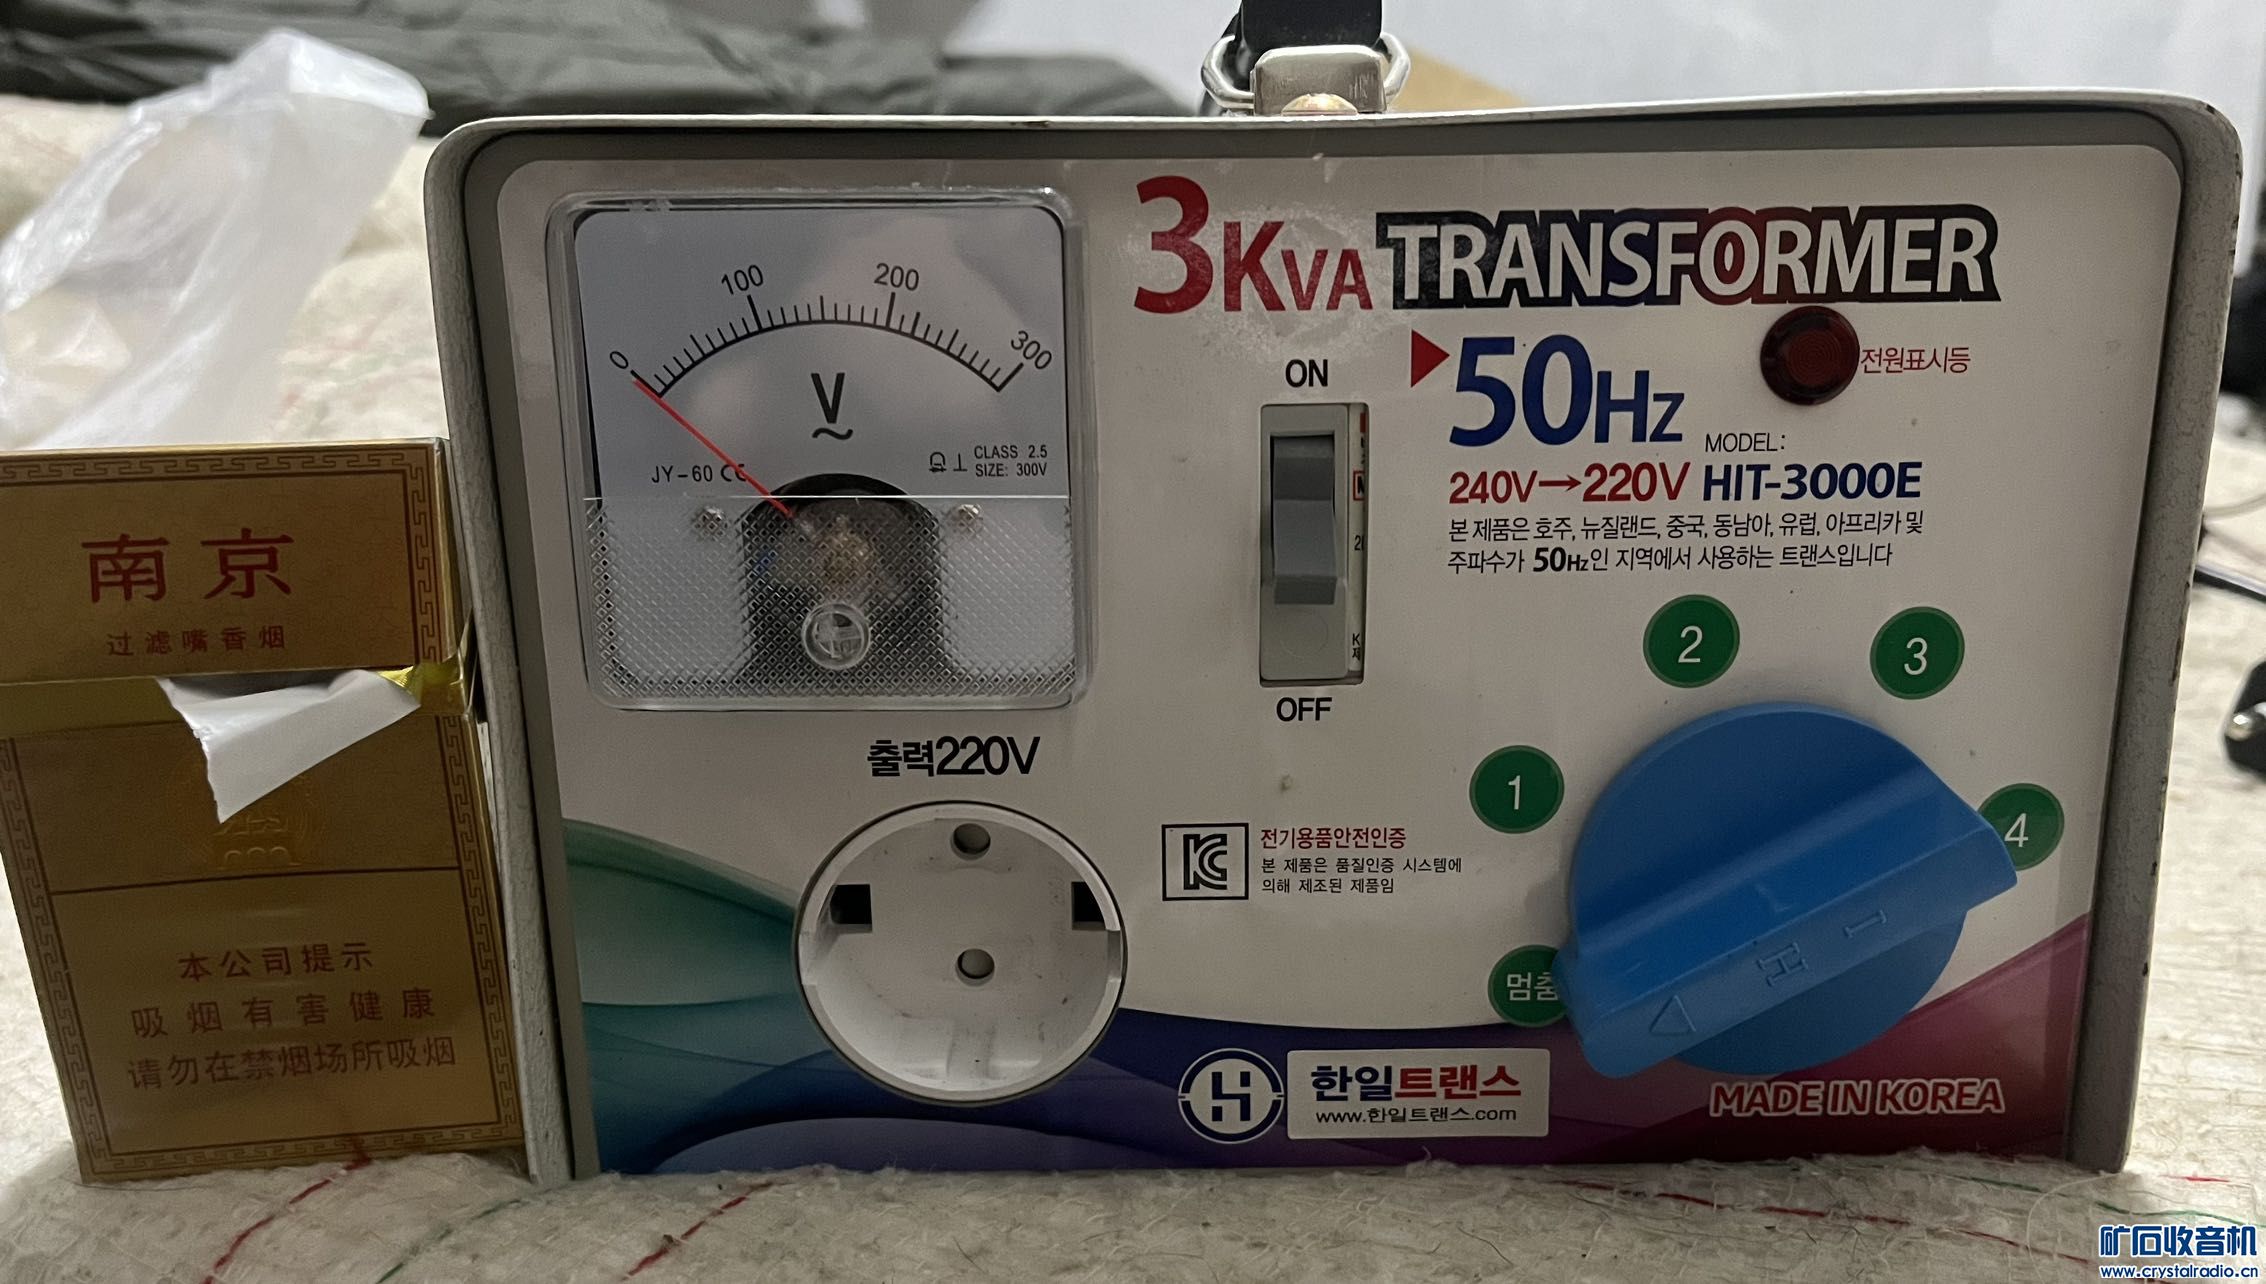 0
100
200
300
V
JY-60 CE
CLASS 2.5
SIZE: 300V
3KVA TRANSFORMER
전원표시등
50Hz
MODEL:
240V→220V HIT-3000E
본 제품은 호주, 뉴질랜드, 중국, 동남아, 유럽, 아프리카 및
주파수가 50Hz인 지역에서 사용하는 트랜스입니다
ON
OFF
출력220V
1
2
3
4
멈춤
전기용품안전인증
본 제품은 품질인증 시스템에
의해 제조된 제품임
한일트랜스
www.한일트랜스.com
MADE IN KOREA
南京
过滤嘴香烟
本公司提示
吸烟有害健康
请勿在禁烟场所吸烟
矿石收音机
www.crystalradio.cn